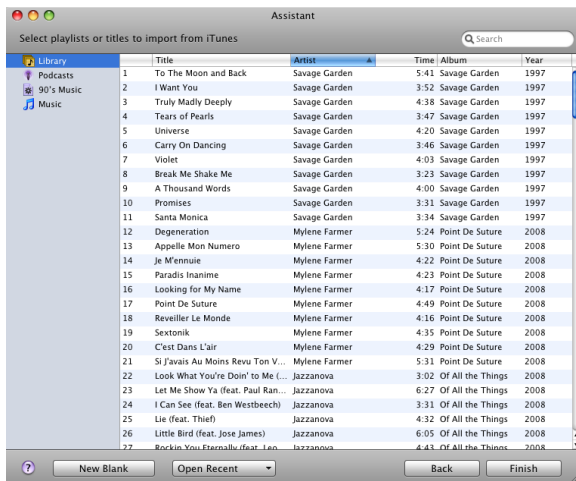 Assistant
Select playlists or titles to import from iTunes
Search
Library
Podcasts
90's Music
Music
Title Artist Time Album Year
1 To The Moon and Back Savage Garden 5:41 Savage Garden 1997
2 I Want You Savage Garden 3:52 Savage Garden 1997
3 Truly Madly Deeply Savage Garden 4:38 Savage Garden 1997
4 Tears of Pearls Savage Garden 3:47 Savage Garden 1997
5 Universe Savage Garden 4:20 Savage Garden 1997
6 Carry On Dancing Savage Garden 3:46 Savage Garden 1997
7 Violet Savage Garden 4:03 Savage Garden 1997
8 Break Me Shake Me Savage Garden 3:23 Savage Garden 1997
9 A Thousand Words Savage Garden 4:00 Savage Garden 1997
10 Promises Savage Garden 3:31 Savage Garden 1997
11 Santa Monica Savage Garden 3:34 Savage Garden 1997
12 Degeneration Mylene Farmer 5:24 Point De Suture 2008
13 Appelle Mon Numero Mylene Farmer 5:30 Point De Suture 2008
14 Je M'ennuie Mylene Farmer 4:22 Point De Suture 2008
15 Paradis Inanime Mylene Farmer 4:23 Point De Suture 2008
16 Looking for My Name Mylene Farmer 4:17 Point De Suture 2008
17 Point De Suture Mylene Farmer 4:49 Point De Suture 2008
18 Reveiller Le Monde Mylene Farmer 4:16 Point De Suture 2008
19 Sextonik Mylene Farmer 4:35 Point De Suture 2008
20 C'est Dans L'air Mylene Farmer 4:29 Point De Suture 2008
21 Si J'avais Au Moins Revu Ton V... Mylene Farmer 5:31 Point De Suture 2008
22 Look What You're Doin' to Me (... Jazzanova 3:02 Of All the Things 2008
23 Let Me Show Ya (feat. Paul Ran... Jazzanova 6:27 Of All the Things 2008
24 I Can See (feat. Ben Westbeech) Jazzanova 3:31 Of All the Things 2008
25 Lie (feat. Thief) Jazzanova 4:32 Of All the Things 2008
26 Little Bird (feat. Jose James) Jazzanova 6:05 Of All the Things 2008
27 Rockin You Eternally (feat. Leo... Jazzanova 4:43 Of All the Things 2008
? New Blank Open Recent Back Finish